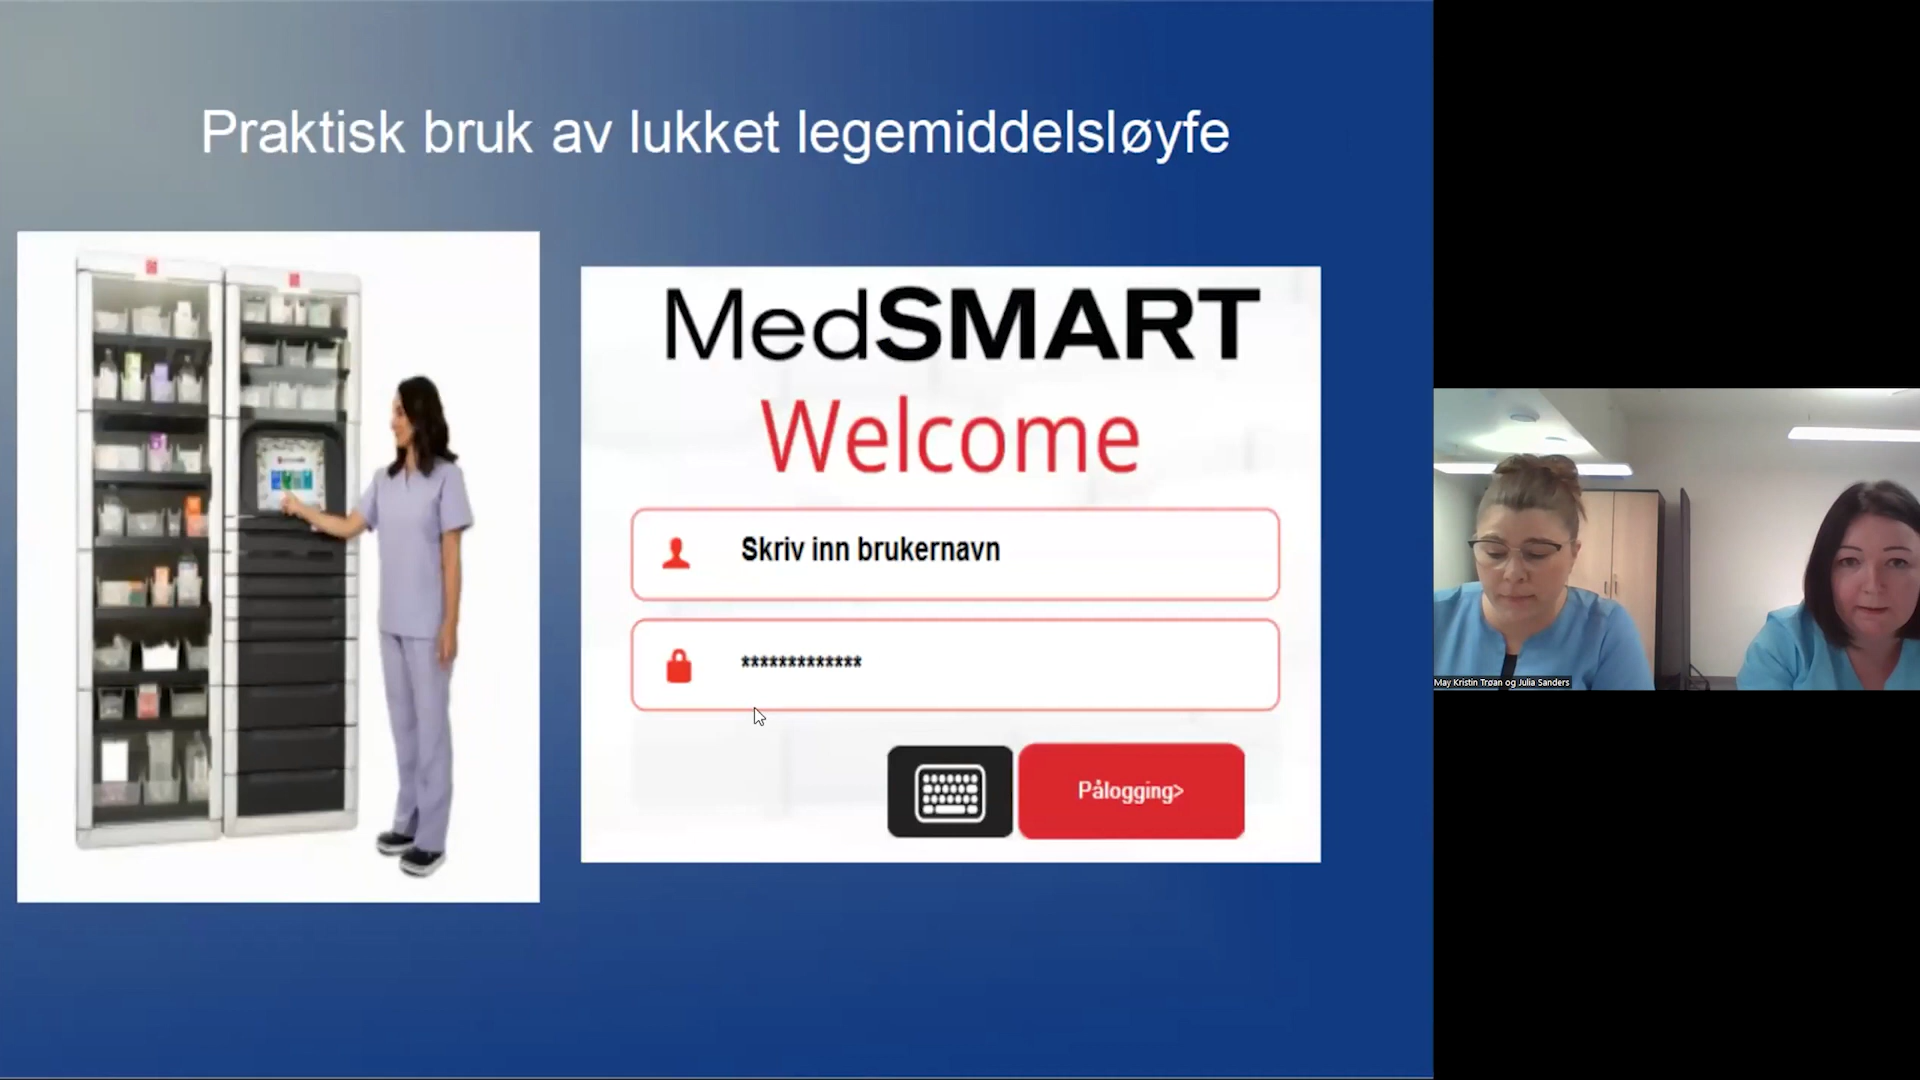 Praktisk bruk av lukket legemiddelsløyfe
MedSMART
Welcome
Skriv inn brukernavn
*************
Pålogging>
May Kristin Trøan og Julia Sanders